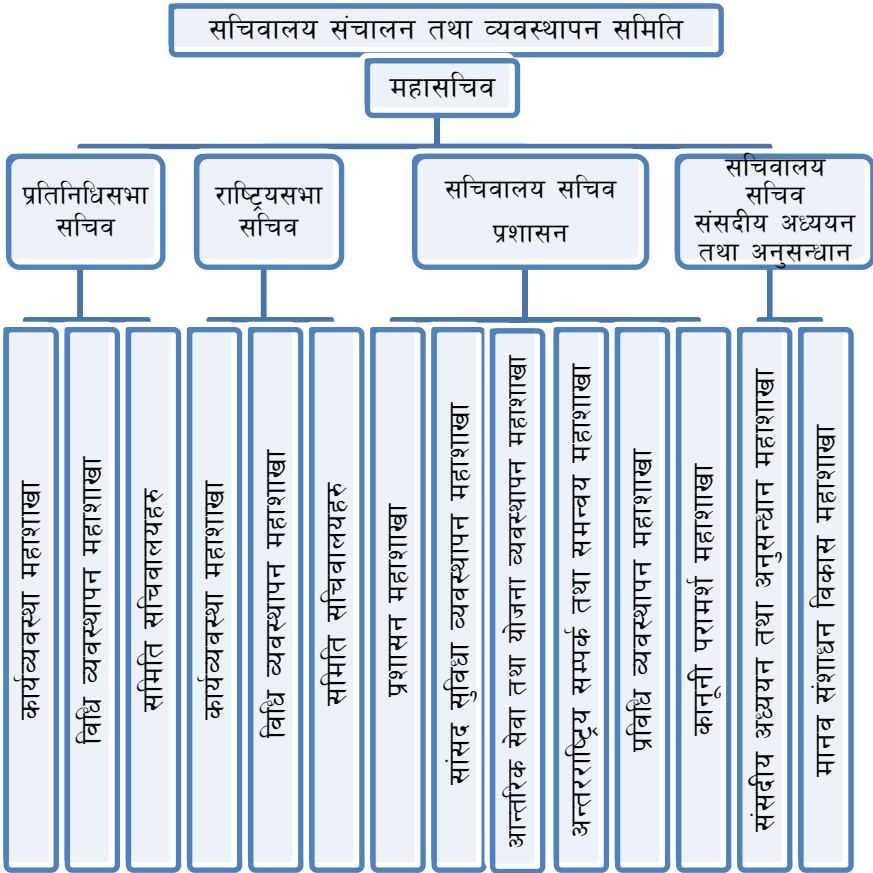 सचिवालय संचालन तथा व्यवस्थापन समिति
महासचिव
प्रतिनिधिसभा
सचिव
राष्ट्रियसभा
सचिव
सचिवालय सचिव
प्रशासन
सचिवालय
सचिव
संसदीय अध्ययन
तथा अनुसन्धान
कार्यव्यवस्था महाशाखा
विधि व्यवस्थापन महाशाखा
समिति सचिवालयहरु
कार्यव्यवस्था महाशाखा
विधि व्यवस्थापन महाशाखा
समिति सचिवालयहरु
प्रशासन महाशाखा
सांसद सुविधा व्यवस्थापन महाशाखा
आन्तरिक सेवा तथा योजना व्यवस्थापन महाशाखा
अन्तरराष्ट्रिय सम्पर्क तथा समन्वय महाशाखा
प्रविधि व्यवस्थापन महाशाखा
कानूनी परामर्श महाशाखा
संसदीय अध्ययन तथा अनुसन्धान महाशाखा
मानव संशाधन विकास महाशाखा